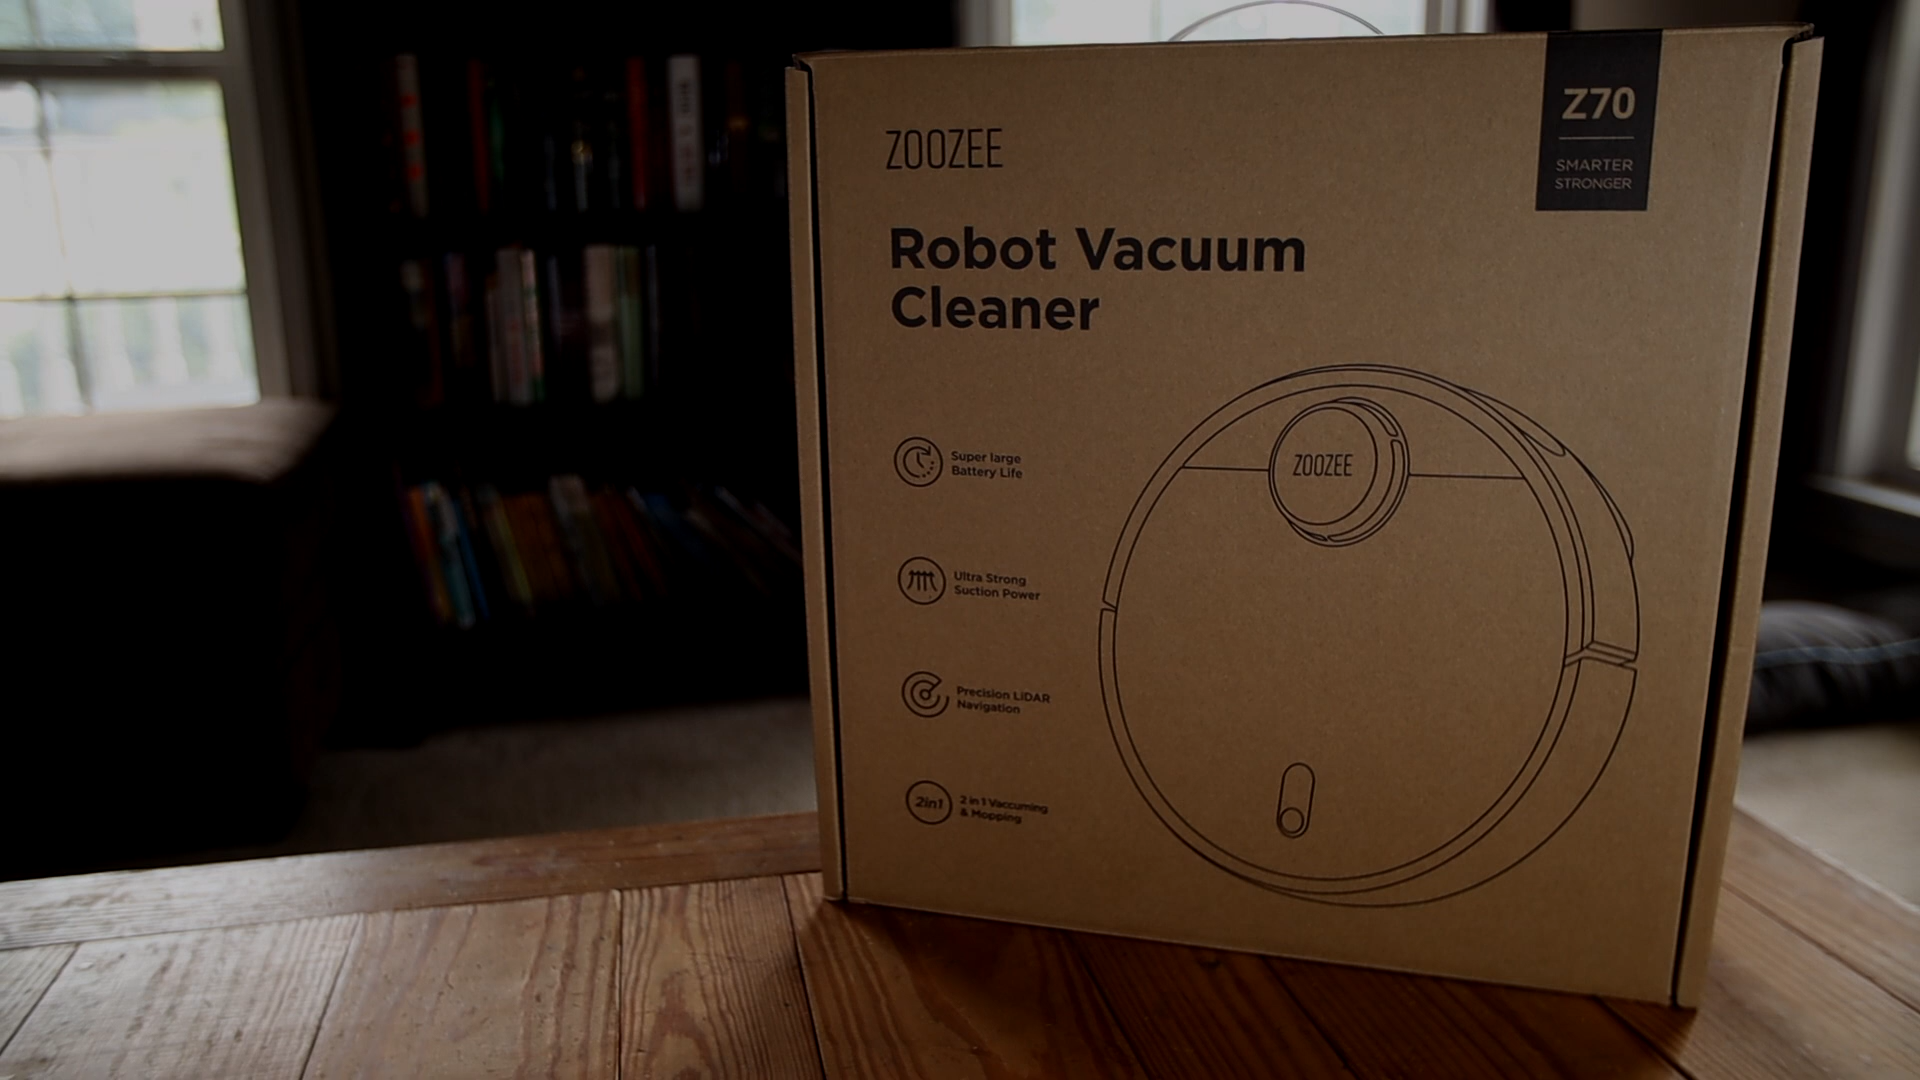 ZOOZEE
Z70
SMARTER
STRONGER
Robot Vacuum
Cleaner
ZOOZEE
Super large
Battery Life
Ultra Strong
Suction Power
Precision LiDAR
Navigation
2in1
2 in 1 Vaccuming
& Mopping